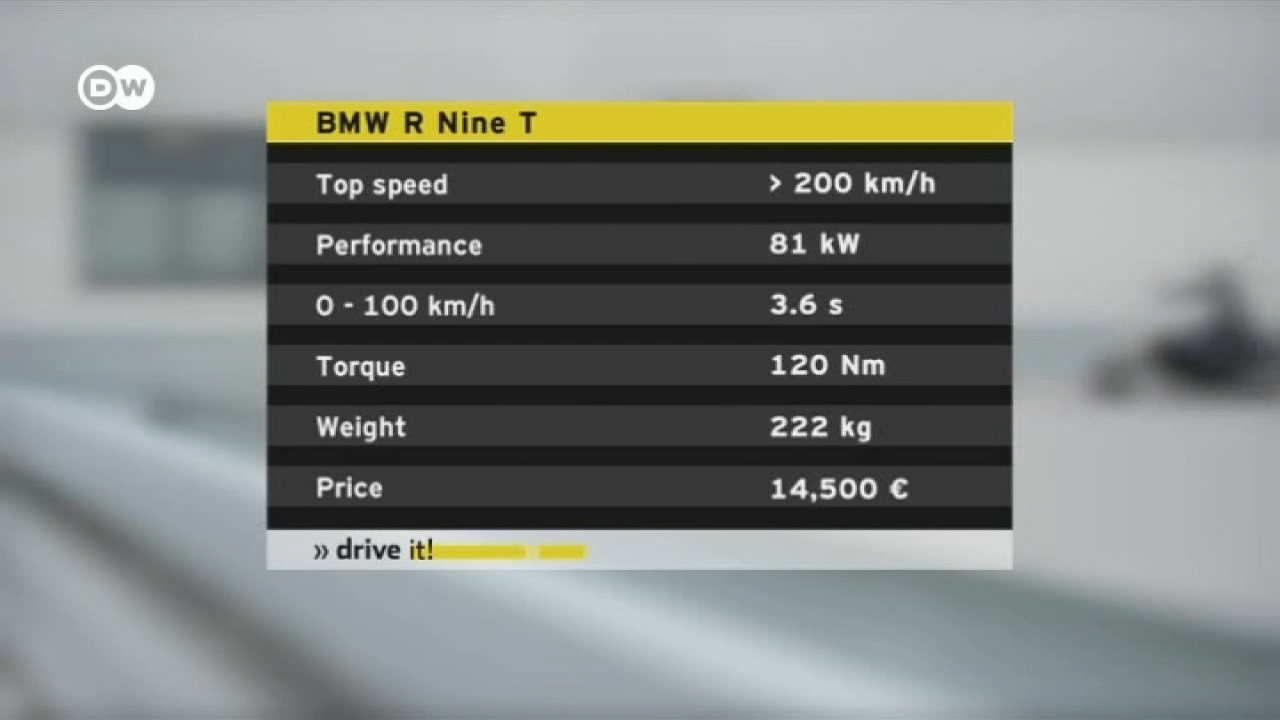 DW
BMW R Nine T
Top speed > 200 km/h
Performance 81 kW
0 - 100 km/h 3.6 s
Torque 120 Nm
Weight 222 kg
Price 14,500 €
» drive it!